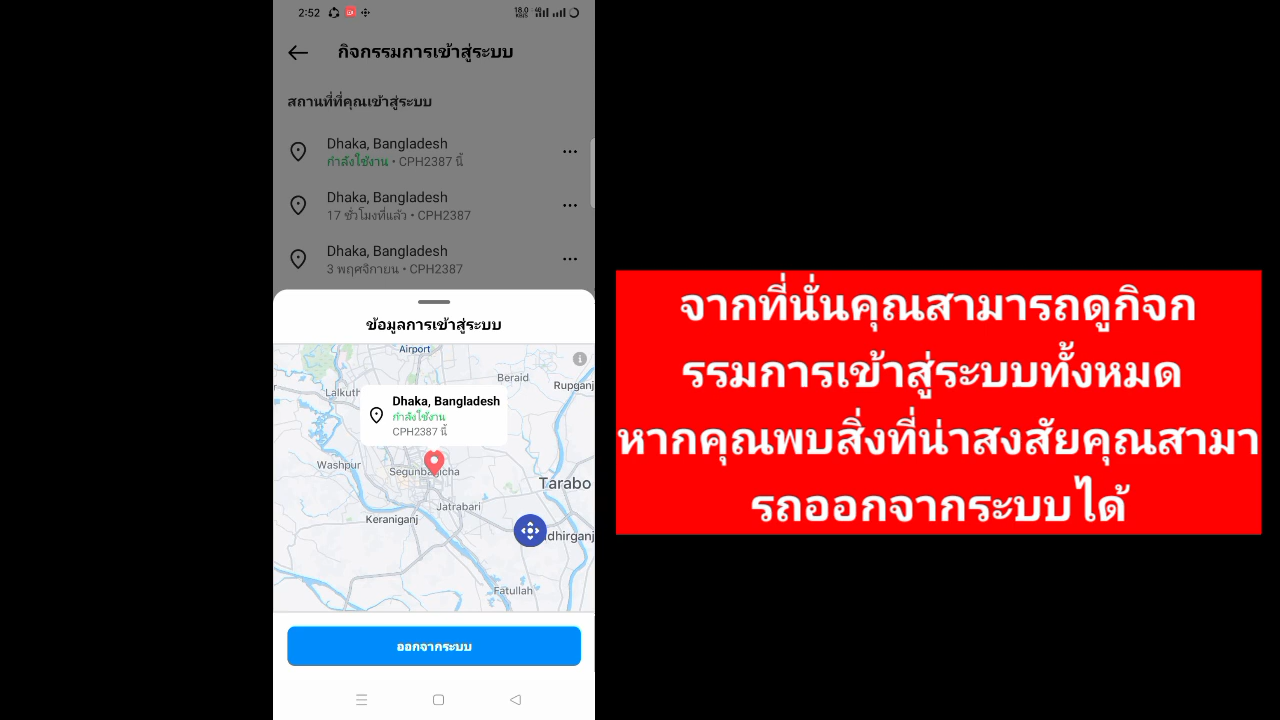 2:52
18.0 KB/S 4G
กิจกรรมการเข้าสู่ระบบ
สถานที่ที่คุณเข้าสู่ระบบ
Dhaka, Bangladesh
กำลังใช้งาน • CPH2387 นี้
Dhaka, Bangladesh
17 ชั่วโมงที่แล้ว • CPH2387
Dhaka, Bangladesh
3 พฤศจิกายน • CPH2387
ข้อมูลการเข้าสู่ระบบ
Airport
Beraid
Lalkuth
Rupganj
Dhaka, Bangladesh
กำลังใช้งาน
CPH2387 นี้
Washpur
Segunbagicha
Tarabo
Jatrabari
Keraniganj
dhirganj
Fatullah
ออกจากระบบ
จากที่นั่นคุณสามารถดูกิจก
รรมการเข้าสู่ระบบทั้งหมด
หากคุณพบสิ่งที่น่าสงสัยคุณสามา
รถออกจากระบบได้